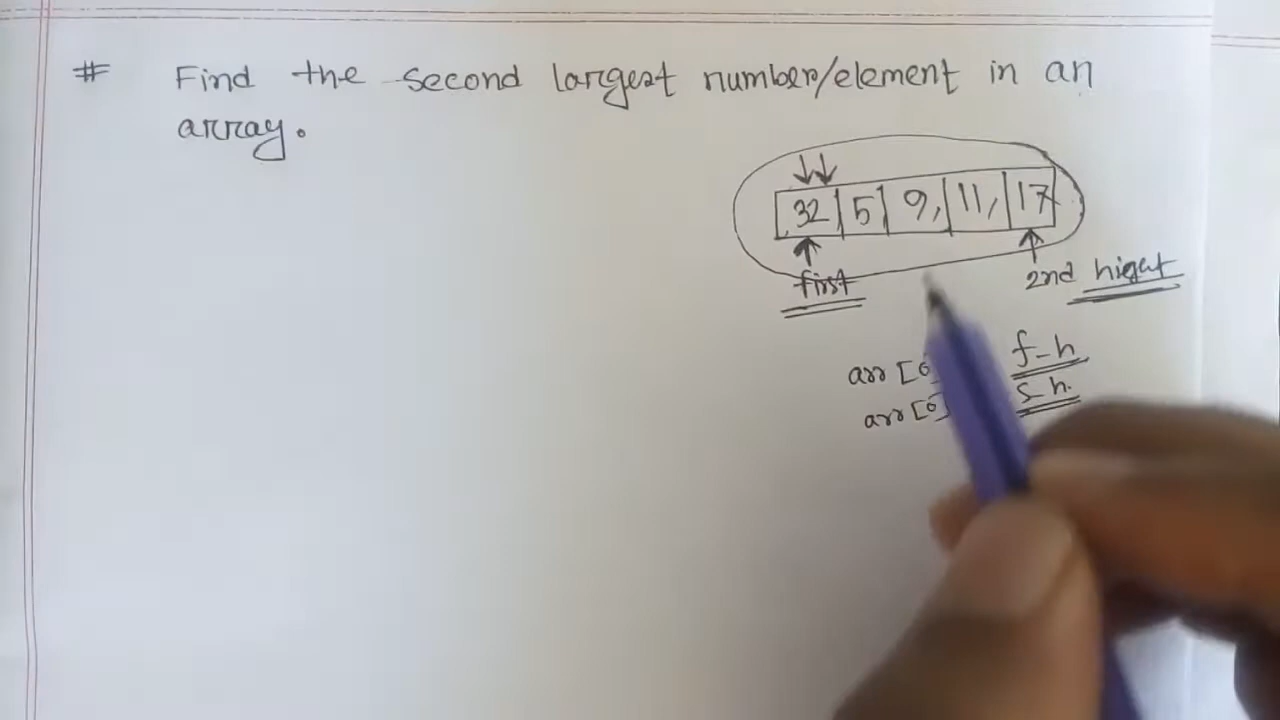 # Find the second largest number/element in an
array.
32 5 9, 11, 17
first 2nd higest
arr [0] f-h
arr [0] s-h.